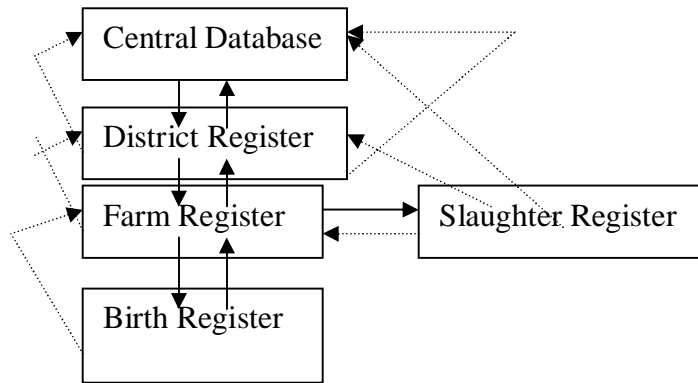 Central Database
District Register
Farm Register
Slaughter Register
Birth Register